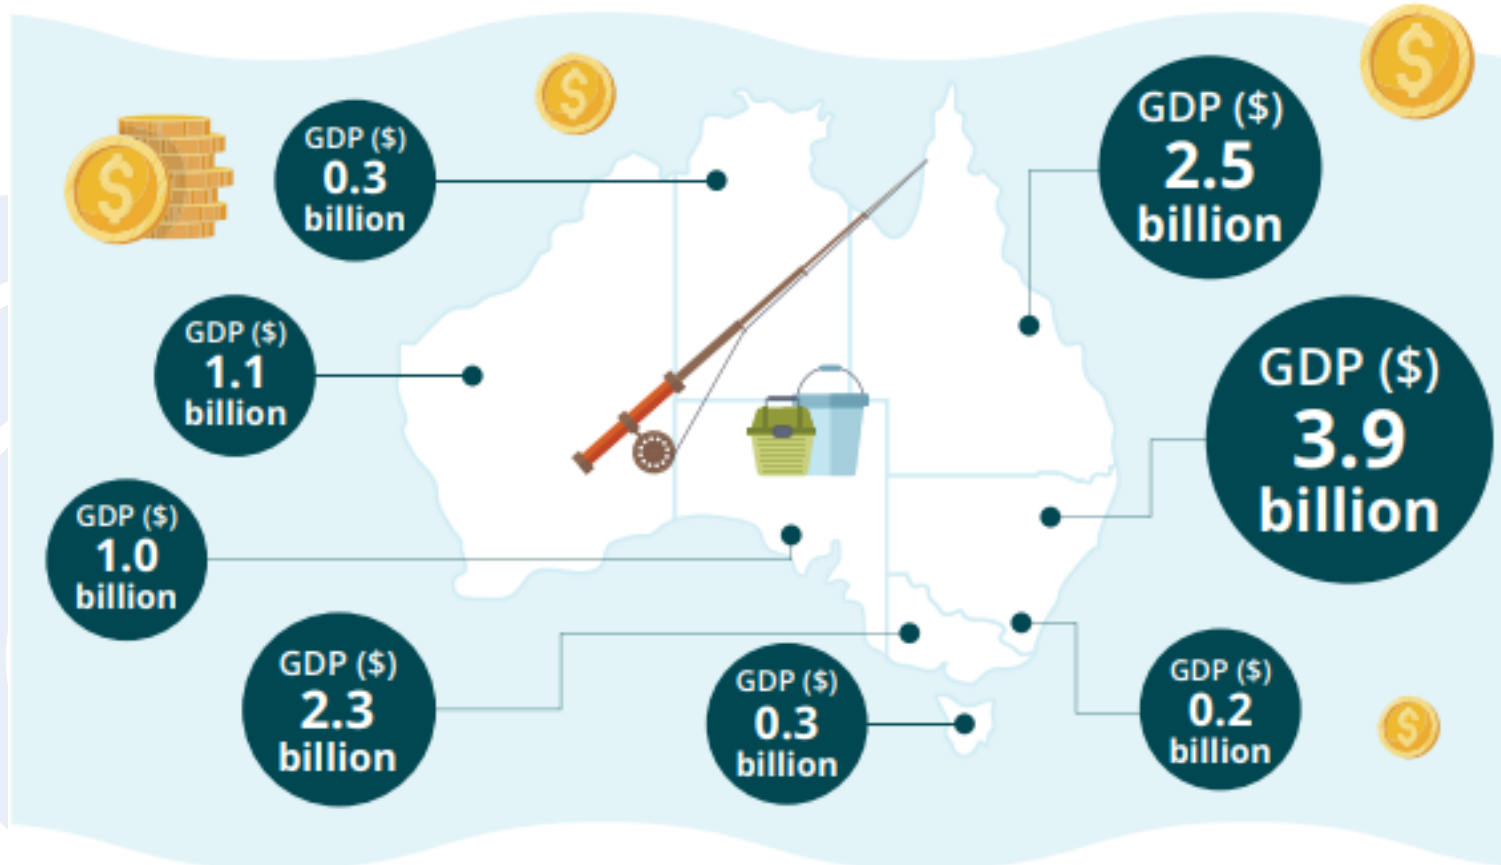 GDP ($)
0.3
billion
GDP ($)
2.5
billion
GDP ($)
1.1
billion
GDP ($)
3.9
billion
GDP ($)
1.0
billion
GDP ($)
2.3
billion
GDP ($)
0.3
billion
GDP ($)
0.2
billion
$
$
$
$